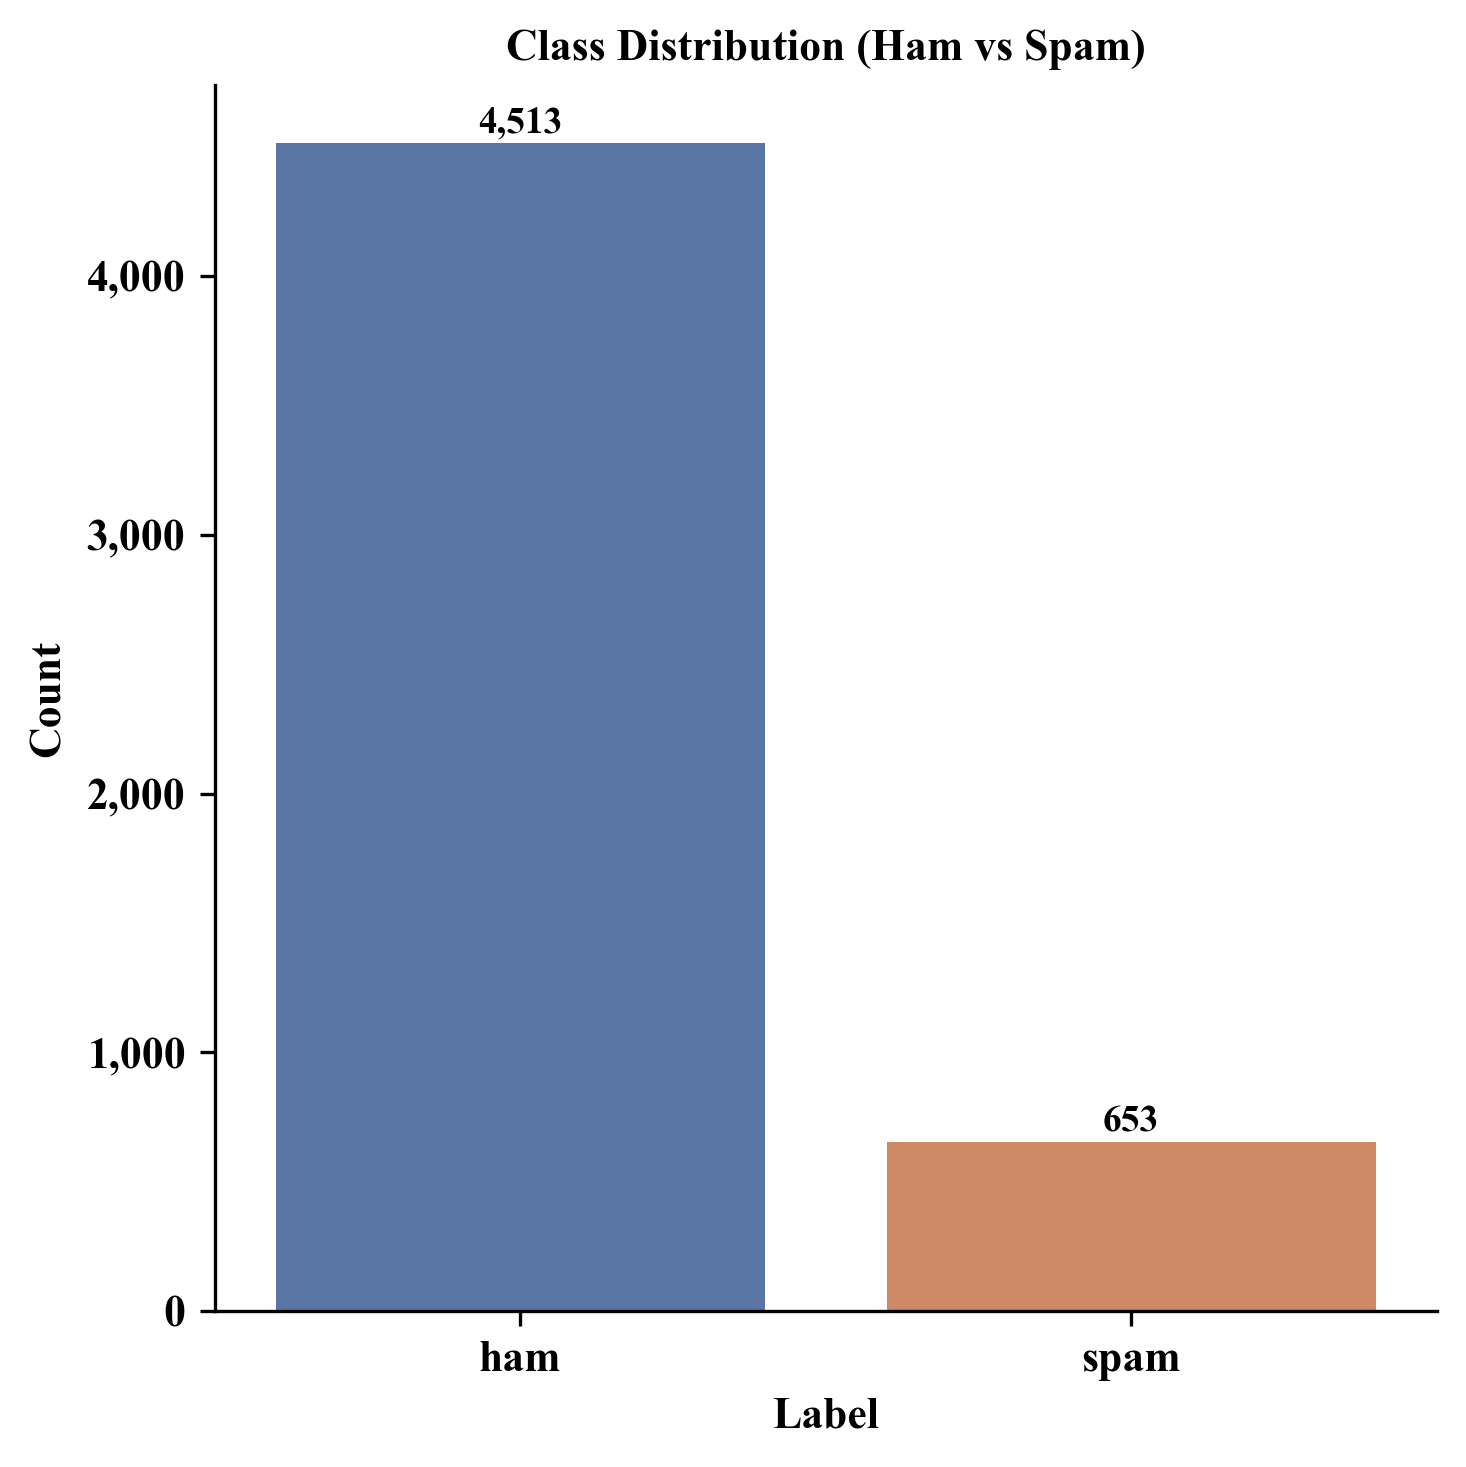 Class Distribution (Ham vs Spam)
4,513
4,000
3,000
2,000
1,000
0
Count
653
ham
spam
Label